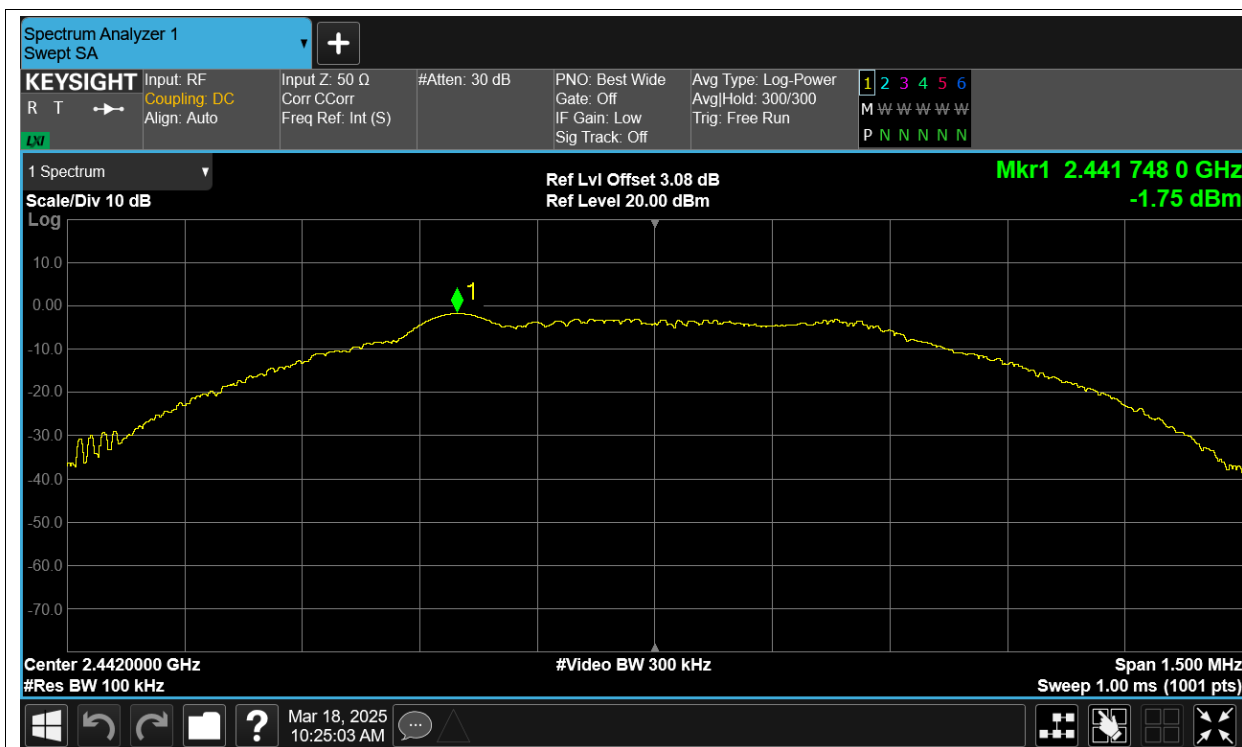 Spectrum Analyzer 1
Swept SA
KEYSIGHT
R T
LXI
Input: RF
Coupling: DC
Align: Auto
Input Z: 50 Ω
Corr CCorr
Freq Ref: Int (S)
#Atten: 30 dB
PNO: Best Wide
Gate: Off
IF Gain: Low
Sig Track: Off
Avg Type: Log-Power
Avg|Hold: 300/300
Trig: Free Run
1 2 3 4 5 6
M W W W W W W
P N N N N N
1 Spectrum
Scale/Div 10 dB
Log
Ref Lvl Offset 3.08 dB
Ref Level 20.00 dBm
Mkr1 2.441 748 0 GHz
-1.75 dBm
10.0
0.00
-10.0
-20.0
-30.0
-40.0
-50.0
-60.0
-70.0
1
Center 2.4420000 GHz
#Res BW 100 kHz
#Video BW 300 kHz
Span 1.500 MHz
Sweep 1.00 ms (1001 pts)
?
Mar 18, 2025
10:25:03 AM